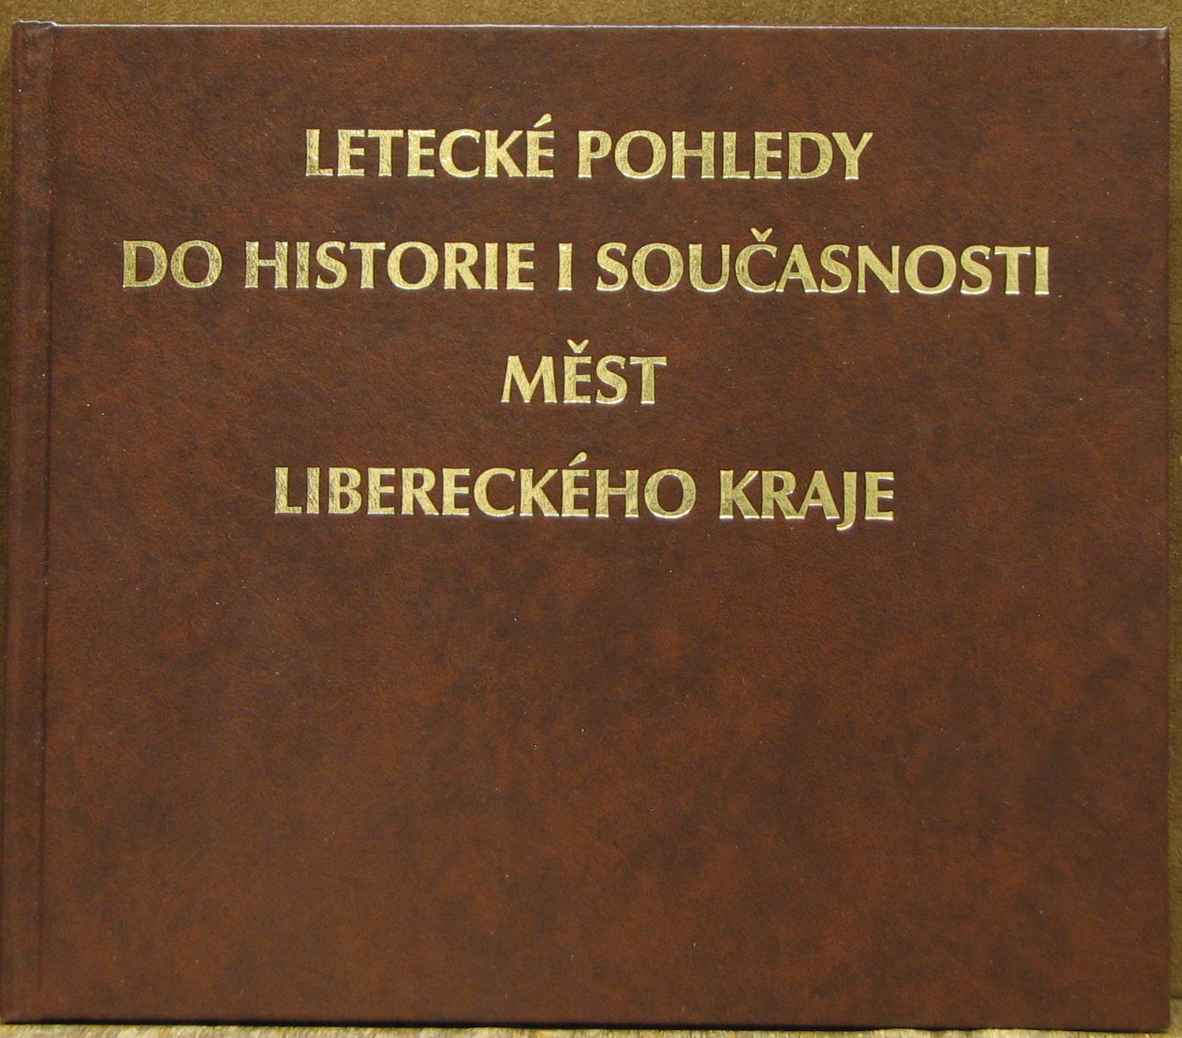 LETECKÉ POHLEDY
DO HISTORIE I SOUČASNOSTI
MĚST
LIBERECKÉHO KRAJE